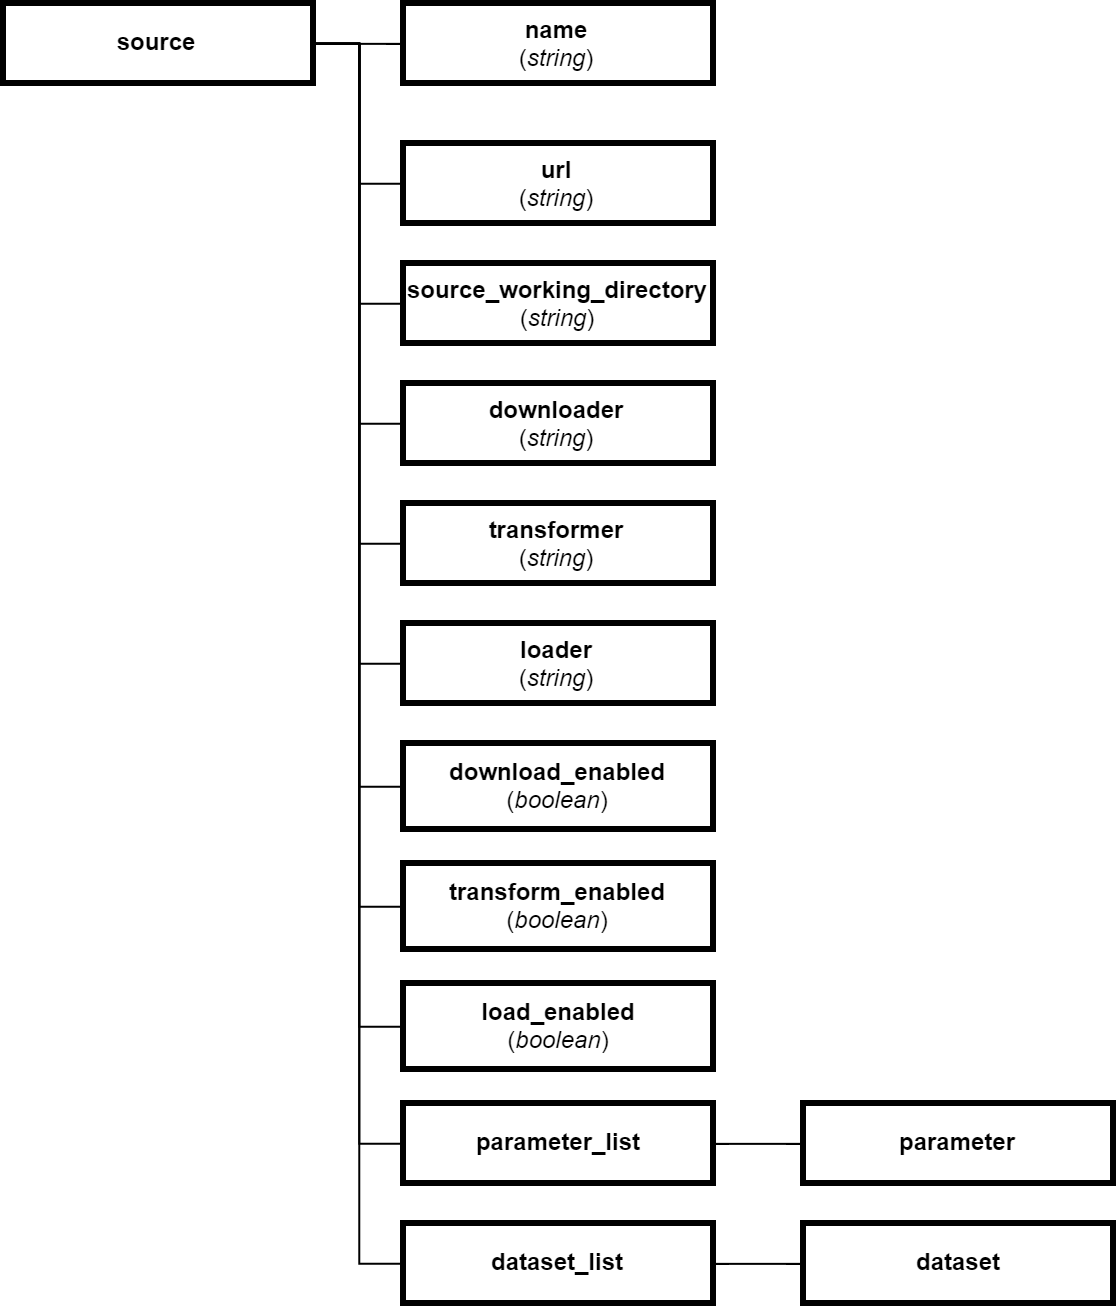 source
name
(string)
url
(string)
source_working_directory
(string)
downloader
(string)
transformer
(string)
loader
(string)
download_enabled
(boolean)
transform_enabled
(boolean)
load_enabled
(boolean)
parameter_list
parameter
dataset_list
dataset